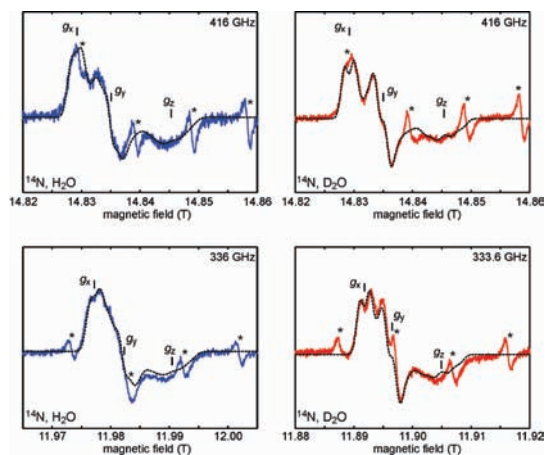 416 GHz
gx
*
gy
gz
*
*
*
14N, H2O
14.82 14.83 14.84 14.85 14.86
magnetic field (T)
416 GHz
gx
*
gy
gz
*
*
*
14N, D2O
14.82 14.83 14.84 14.85 14.86
magnetic field (T)
336 GHz
gx
*
gy
*
gz
*
*
14N, H2O
11.97 11.98 11.99 12.00
magnetic field (T)
333.6 GHz
gx
*
gy
*
gz
*
*
14N, D2O
11.88 11.89 11.90 11.91 11.92
magnetic field (T)